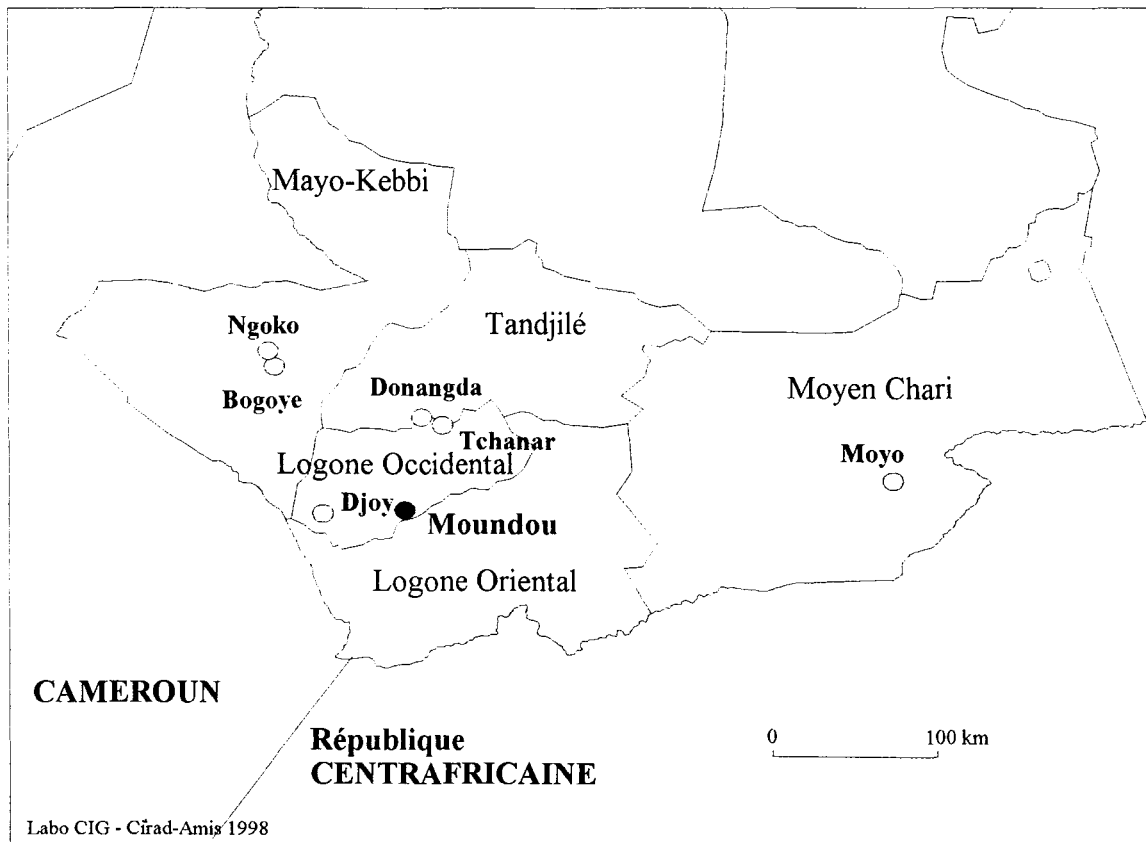 Mayo-Kebbi
Ngoko
Tandjilé
Bogoye
Donangda
Moyen Chari
Tchanar
Moyo
Logone Occidental
Djoy
Moundou
Logone Oriental
CAMEROUN
République
CENTRAFRICAINE
0 100 km
Labo CIG - Cirad-Amis 1998